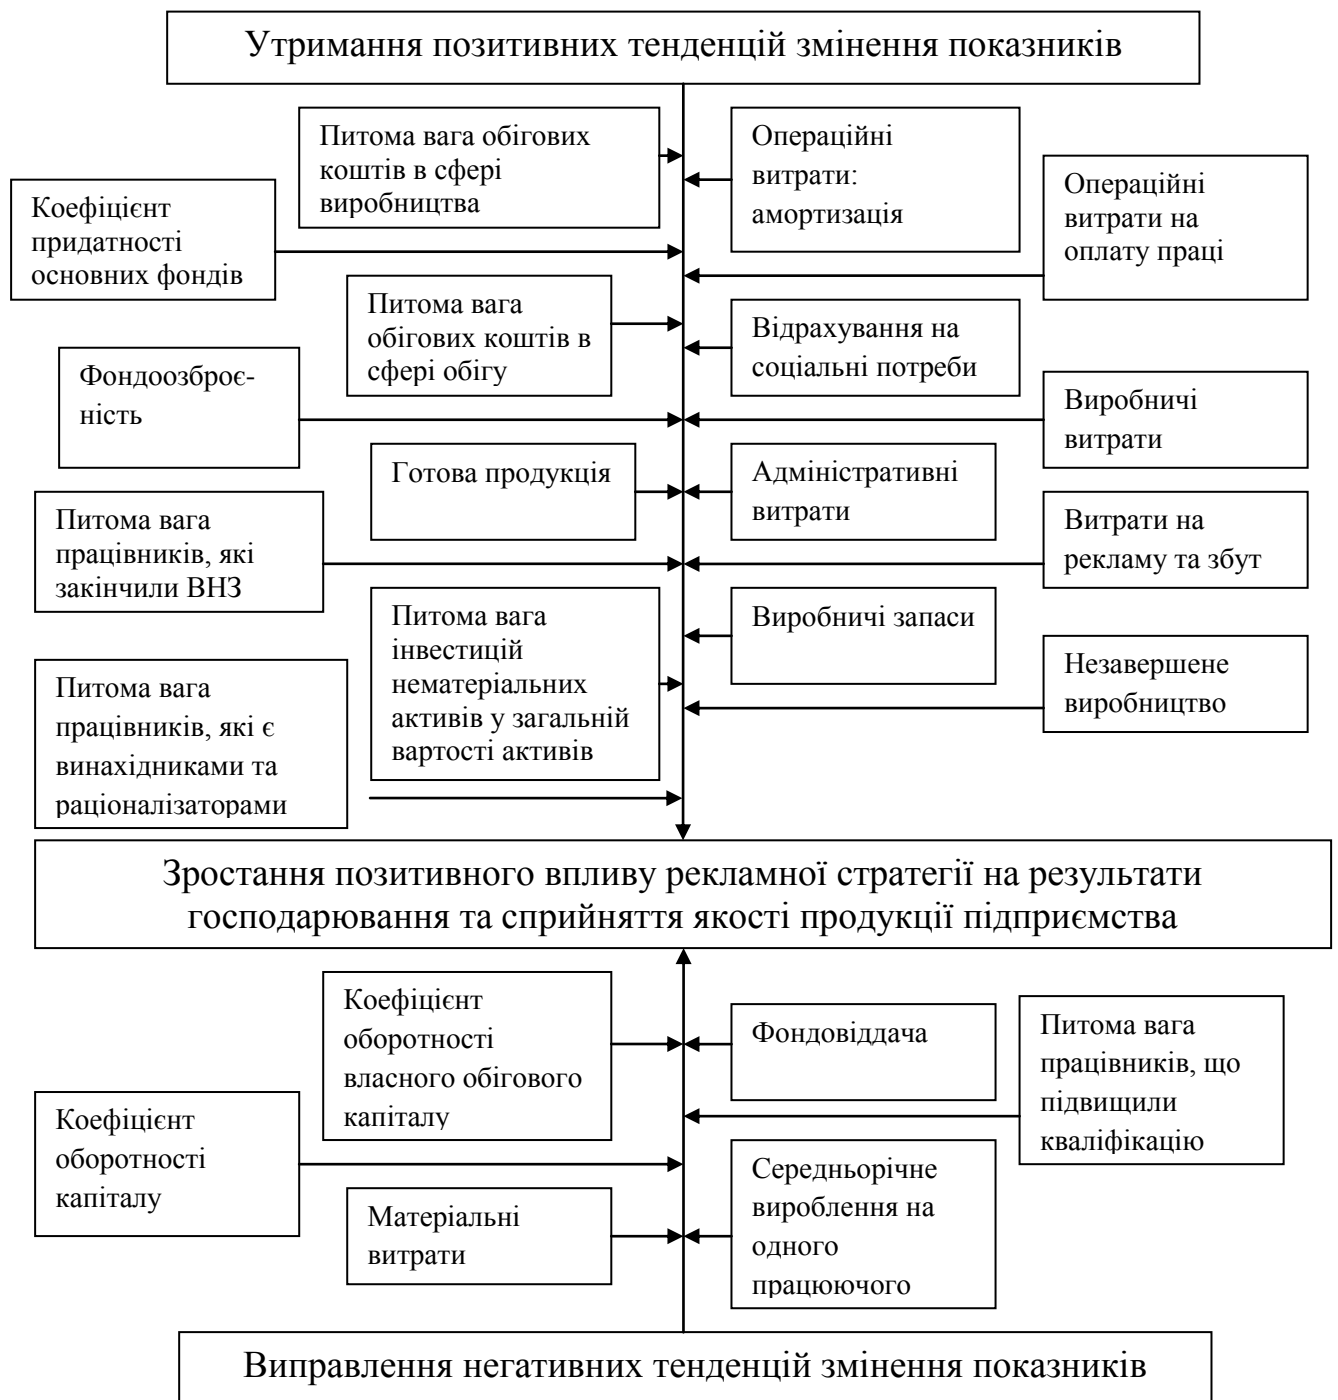 Утримання позитивних тенденцій змінення показників
Питома вага обігових
коштів в сфері
виробництва
Операційні
витрати:
амортизація
Операційні
витрати на
оплату праці
Коефіцієнт
придатності
основних фондів
Питома вага
обігових коштів в
сфері обігу
Відрахування на
соціальні потреби
Фондоозброє-
ність
Виробничі
витрати
Готова продукція
Адміністративні
витрати
Питома вага
працівників, які
закінчили ВНЗ
Витрати на
рекламу та збут
Питома вага
інвестицій
нематеріальних
активів у загальній
вартості активів
Виробничі запаси
Незавершене
виробництво
Питома вага
працівників, які є
винахідниками та
раціоналізаторами
Зростання позитивного впливу рекламної стратегії на результати
господарювання та сприйняття якості продукції підприємства
Коефіцієнт
оборотності
власного обігового
капіталу
Фондовіддача
Питома вага
працівників, що
підвищили
кваліфікацію
Коефіцієнт
оборотності
капіталу
Матеріальні
витрати
Середньорічне
вироблення на
одного
працюючого
Виправлення негативних тенденцій змінення показників